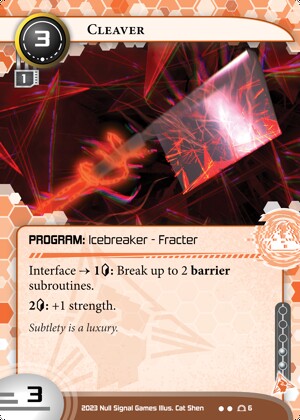 3
CLEAVER
1
PROGRAM: Icebreaker - Fracter
Interface → 1: Break up to 2 barrier
subroutines.
2: +1 strength.
Subtlety is a luxury.
3
2023 Null Signal Games Illus. Cat Shen
6